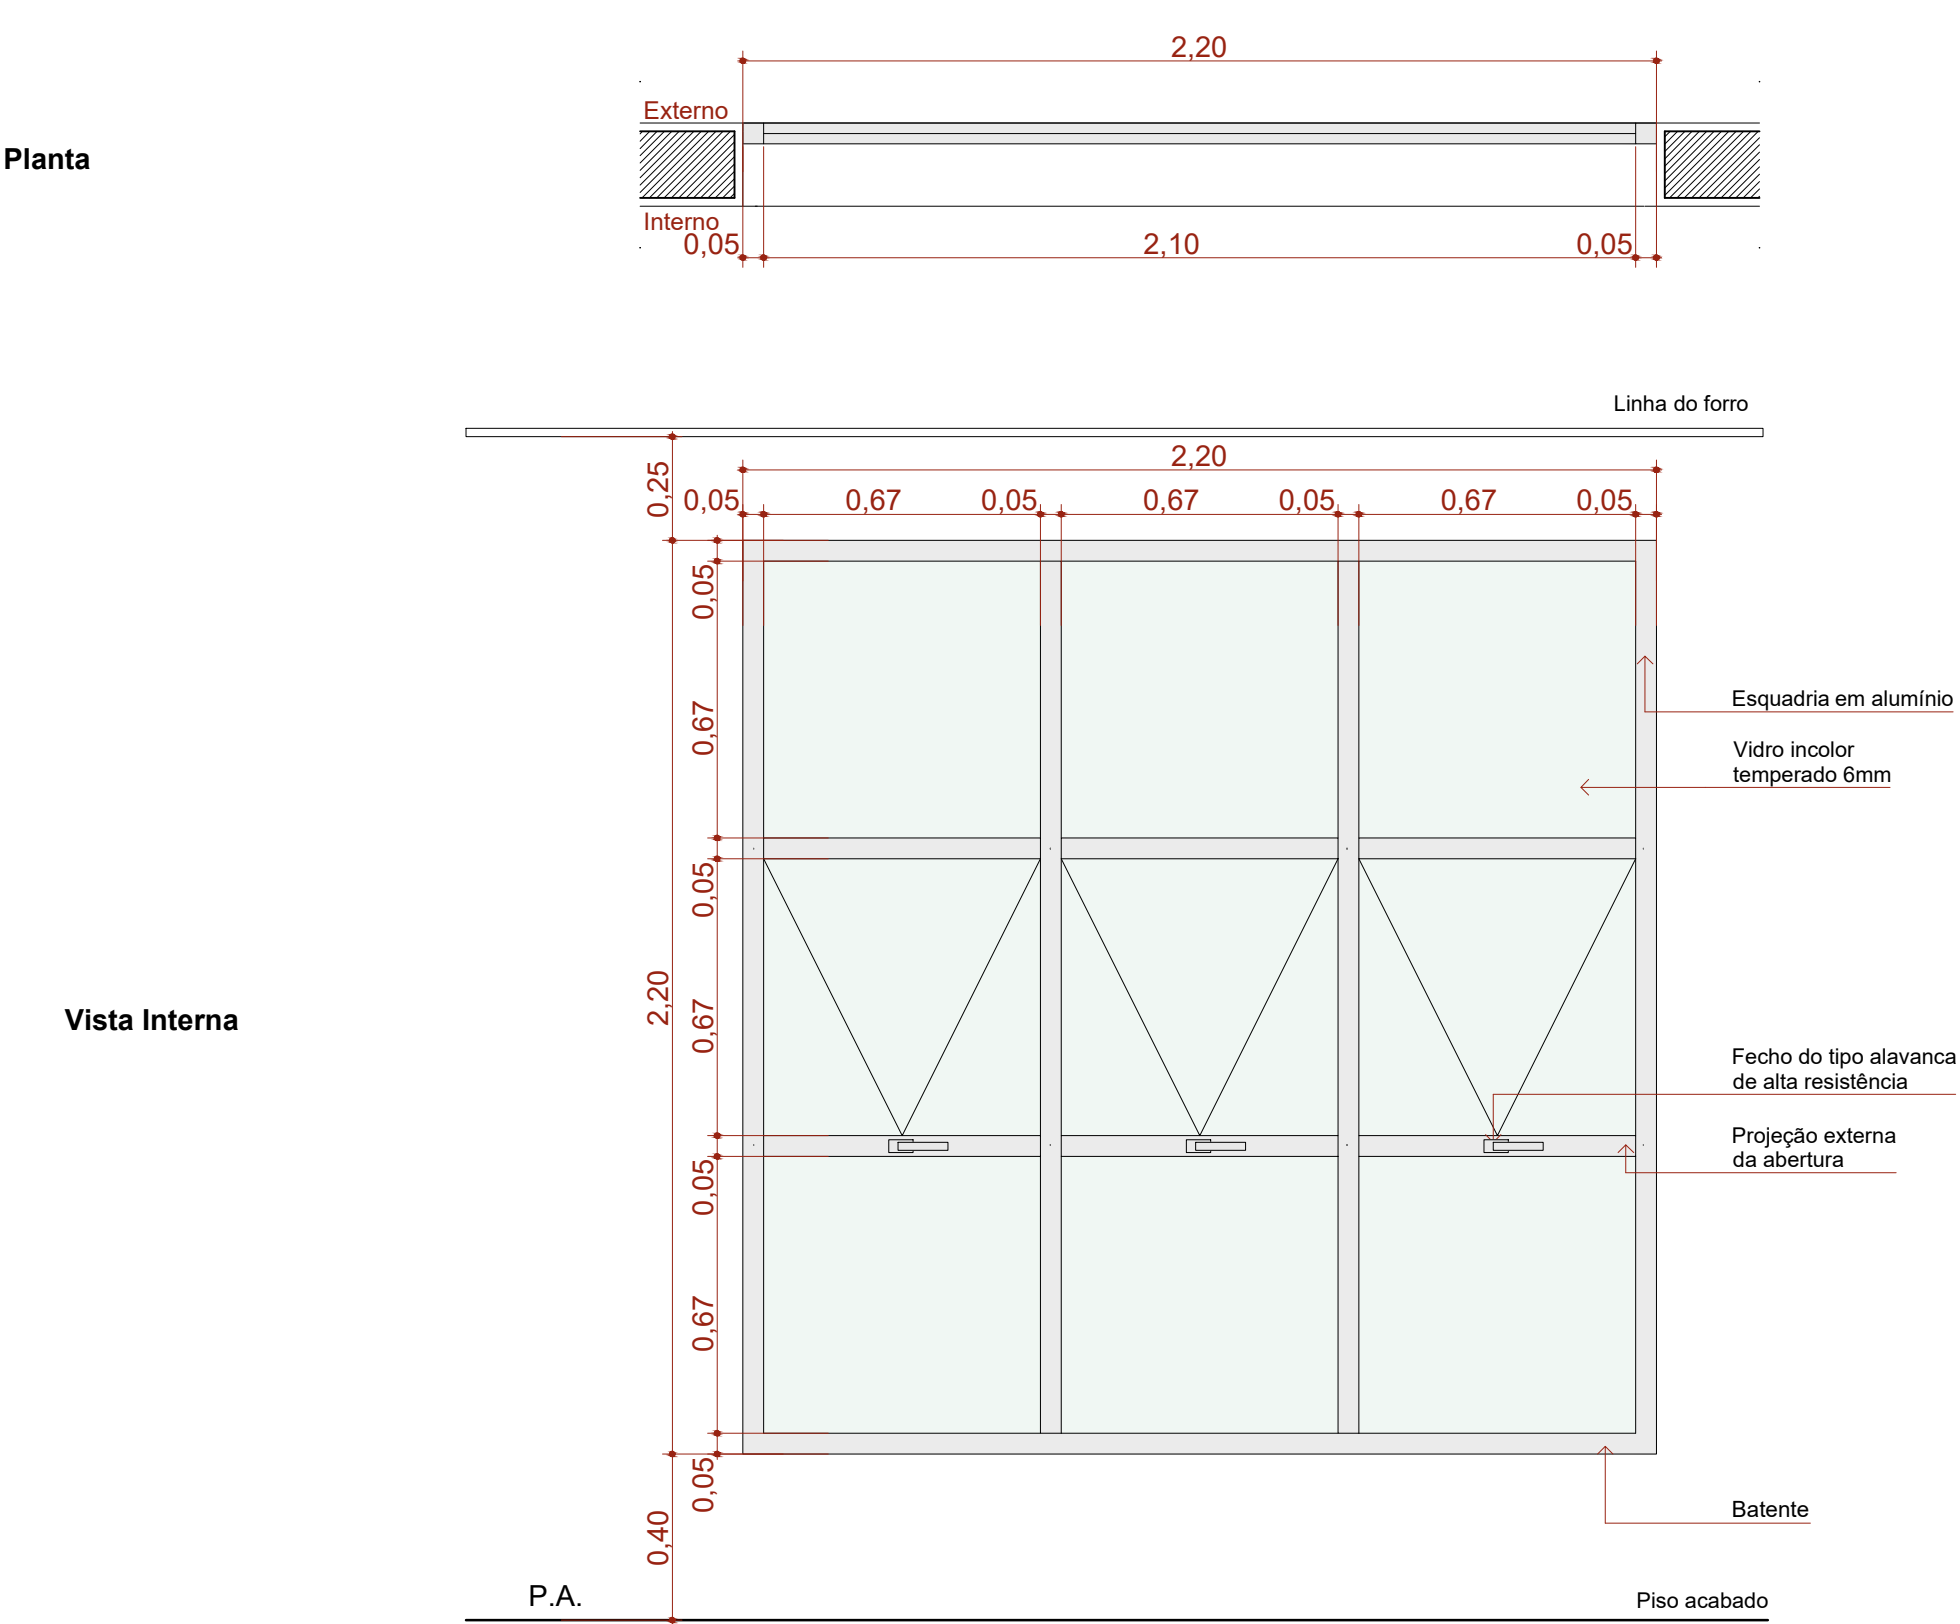 2,20
Externo
Planta
Interno
0,05
2,10
0,05
Linha do forro
2,20
0,25
0,05
0,67
0,05
0,67
0,05
0,67
0,05
0,05
0,67
Esquadria em alumínio
Vidro incolor
temperado 6mm
0,05
2,20
0,67
Vista Interna
Fecho do tipo alavanca
de alta resistência
Projeção externa
da abertura
0,05
0,67
0,05
Batente
0,40
P.A.
Piso acabado